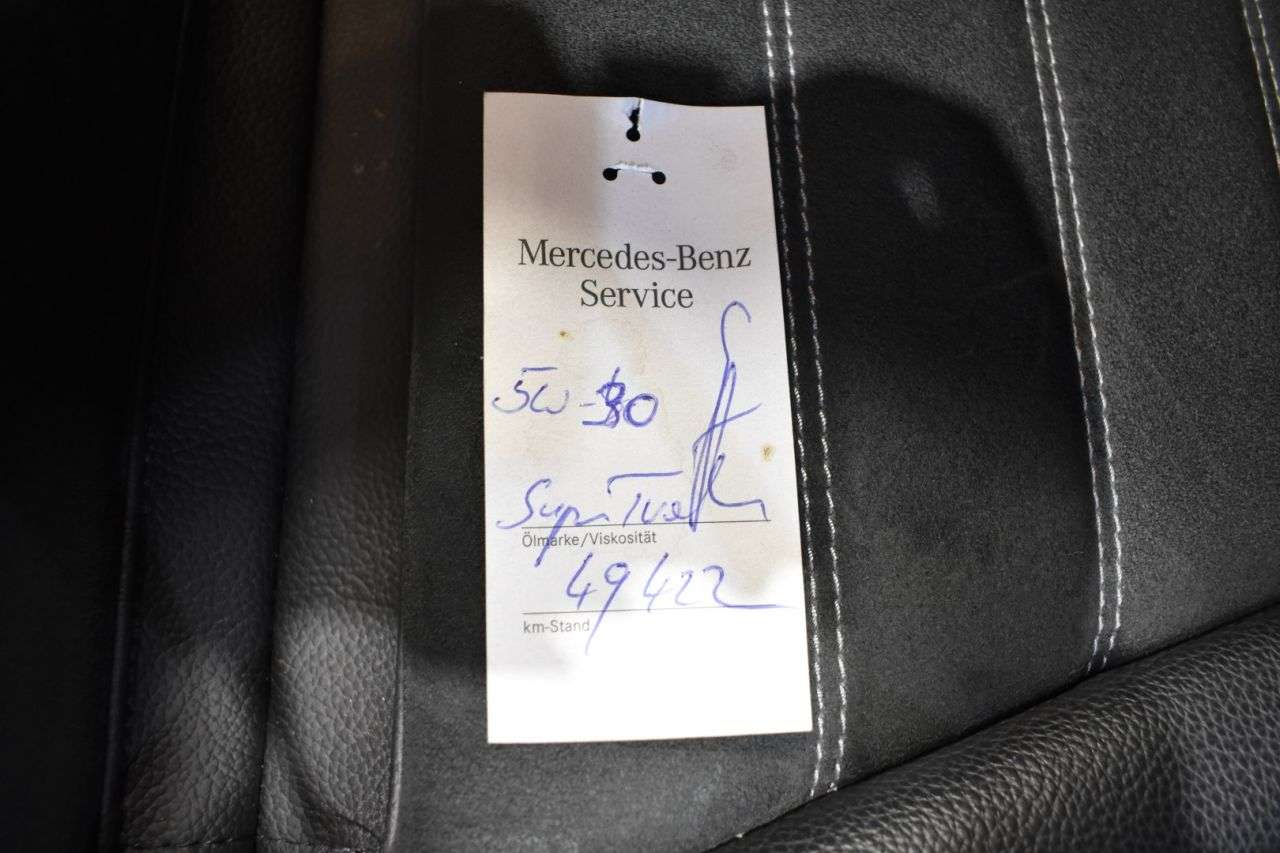 Mercedes-Benz
Service
5W-30
Ölmarke/Viskosität
49422
km-Stand